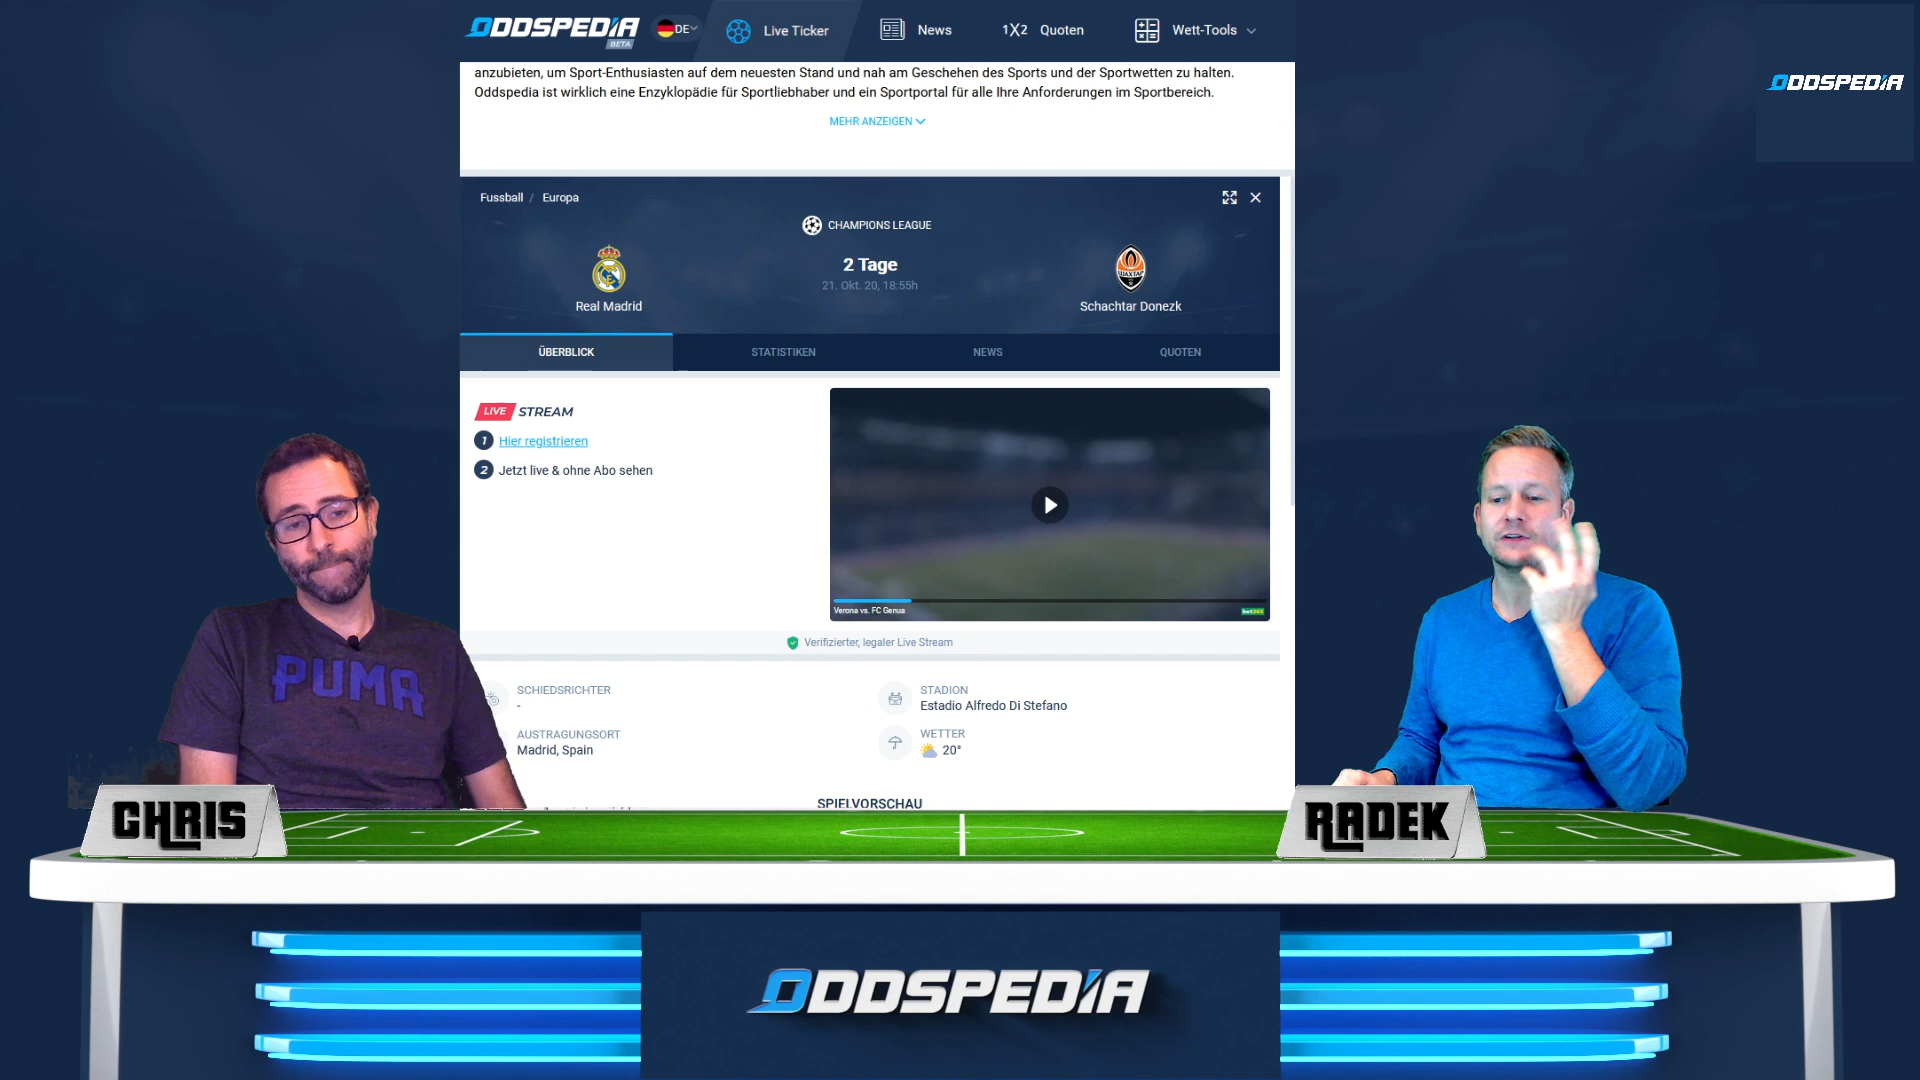 ODDSPEDIA
BETA
DE
Live Ticker
News
1X2 Quoten
Wett-Tools
ODDSPEDIA
anzubieten, um Sport-Enthusiasten auf dem neuesten Stand und nah am Geschehen des Sports und der Sportwetten zu halten.
Oddspedia ist wirklich eine Enzyklopädie für Sportliebhaber und ein Sportportal für alle Ihre Anforderungen im Sportbereich.
MEHR ANZEIGEN
Fussball / Europa
CHAMPIONS LEAGUE
2 Tage
21. Okt. 20, 18:55h
Real Madrid
Schachtar Donezk
ÜBERBLICK
STATISTIKEN
NEWS
QUOTEN
LIVE STREAM
1 Hier registrieren
2 Jetzt live & ohne Abo sehen
Verona vs. FC Genua
bet365
Verifizierter, legaler Live Stream
SCHIEDSRICHTER
-
STADION
Estadio Alfredo Di Stefano
AUSTRAGUNGSORT
Madrid, Spain
WETTER
20°
SPIELVORSCHAU
PUMA
CHRIS
RADEK
ODDSPEDIA